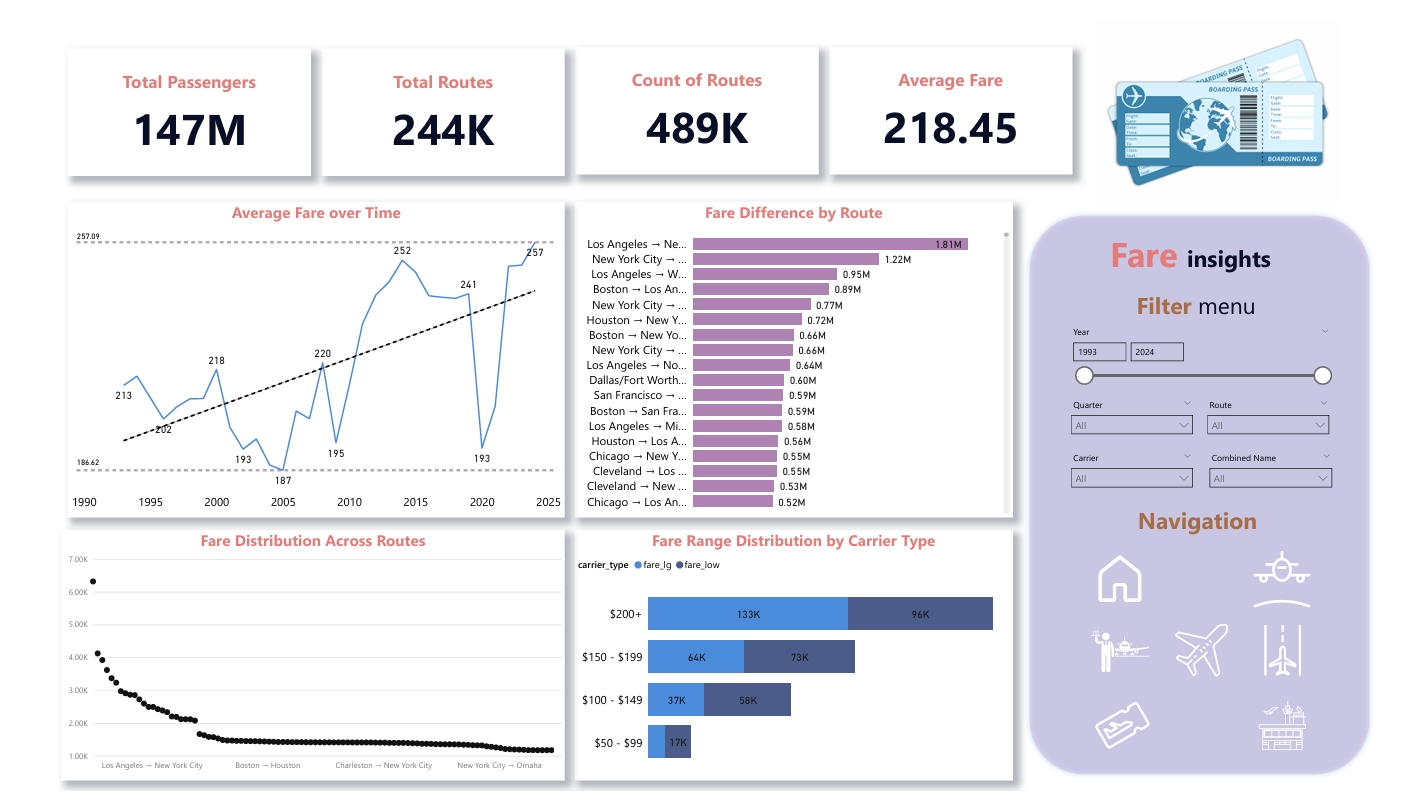 Total Passengers
147M
Total Routes
244K
Count of Routes
489K
Average Fare
218.45
BOARDING PASS
BOARDING PASS
BOARDING PASS
Average Fare over Time
257.09
252
257
241
218
220
213
202
193
195
193
187
186.62
1990 1995 2000 2005 2010 2015 2020 2025
Fare Difference by Route
Los Angeles → Ne... 1.81M
New York City → ... 1.22M
Los Angeles → W... 0.95M
Boston → Los An... 0.89M
New York City → ... 0.77M
Houston → New Y... 0.72M
Boston → New Yo... 0.66M
New York City → ... 0.66M
Los Angeles → No... 0.64M
Dallas/Fort Worth... 0.60M
San Francisco → ... 0.59M
Boston → San Fra... 0.59M
Los Angeles → Mi... 0.58M
Houston → Los A... 0.56M
Chicago → New Y... 0.55M
Cleveland → Los ... 0.55M
Cleveland → New ... 0.53M
Chicago → Los An... 0.52M
Fare insights
Filter menu
Year
1993 2024
Quarter Route
All All
Carrier Combined Name
All All
Navigation
Fare Distribution Across Routes
7.00K
6.00K
5.00K
4.00K
3.00K
2.00K
1.00K
Los Angeles → New York City Boston → Houston Charleston → New York City New York City → Omaha
Fare Range Distribution by Carrier Type
carrier_type fare_lg fare_low
$200+ 133K 96K
$150 - $199 64K 73K
$100 - $149 37K 58K
$50 - $99 17K